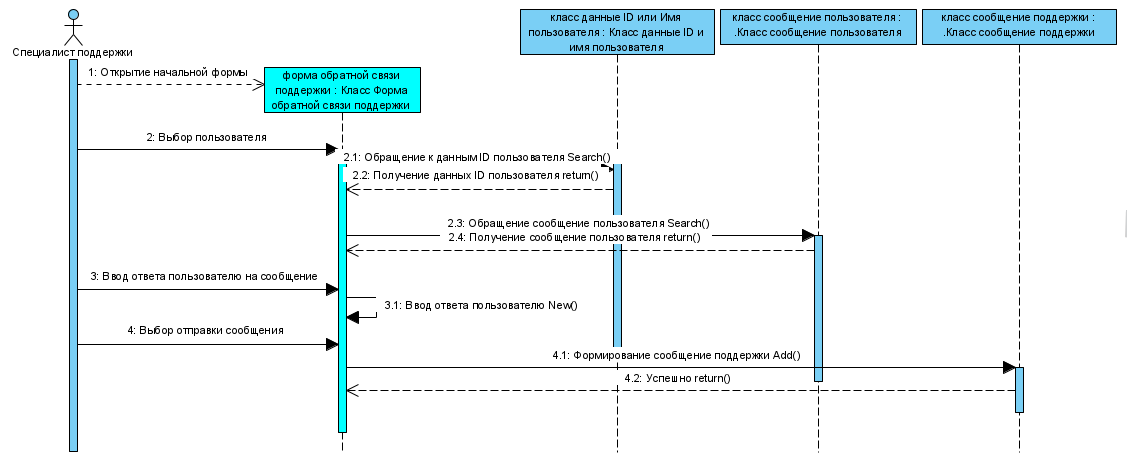 класс данные ID или Имя
пользователя : Класс данные ID и
имя пользователя
класс сообщение пользователя :
.Класс сообщение пользователя
класс сообщение поддержки :
.Класс сообщение поддержки
Специалист поддержки
1: Открытие начальной формы
форма обратной связи
поддержки : Класс Форма
обратной связи поддержки
2: Выбор пользователя
2.1: Обращение к данным ID пользователя Search()
2.2: Получение данных ID пользователя return()
2.3: Обращение сообщение пользователя Search()
2.4: Получение сообщение пользователя return()
3: Ввод ответа пользователю на сообщение
3.1: Ввод ответа пользователю New()
4: Выбор отправки сообщения
4.1: Формирование сообщение поддержки Add()
4.2: Успешно return()